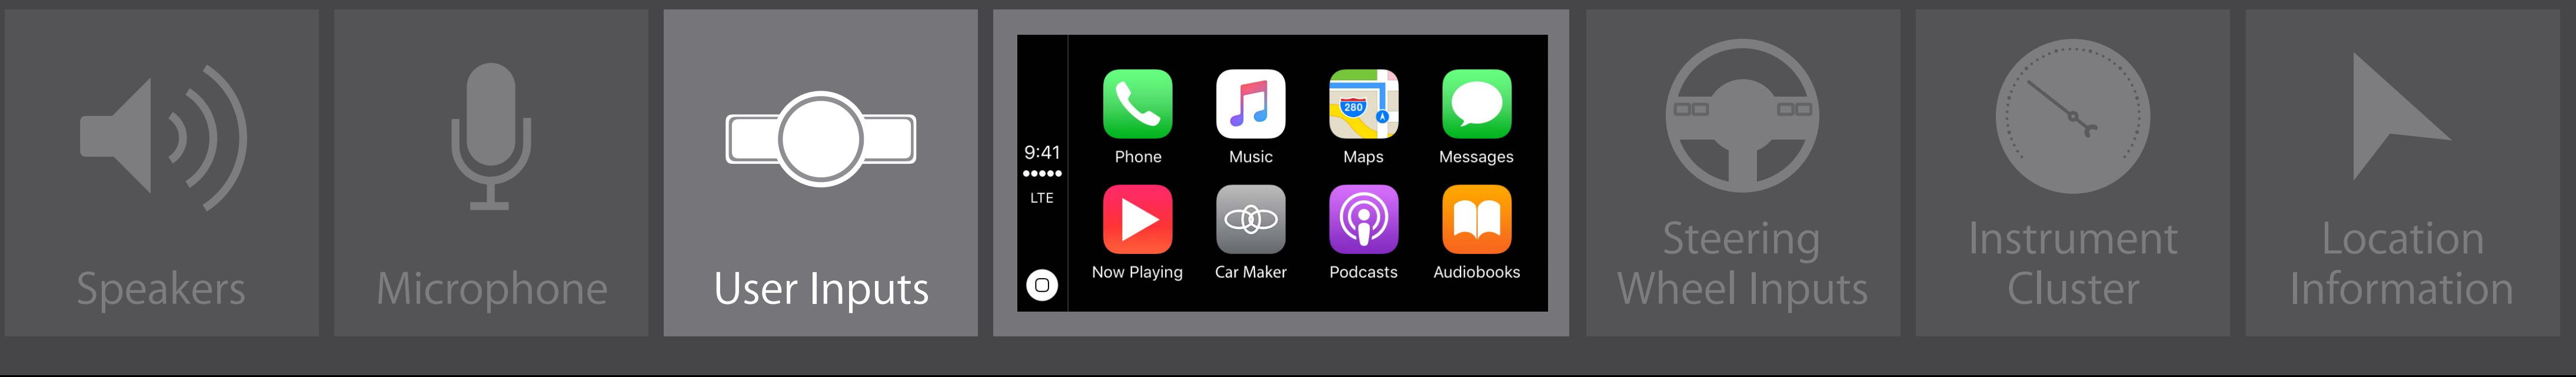 Speakers
Microphone
User Inputs
9:41
LTE
280
Phone
Music
Maps
Messages
Now Playing
Car Maker
Podcasts
Audiobooks
Steering
Wheel Inputs
Instrument
Cluster
Location
Information